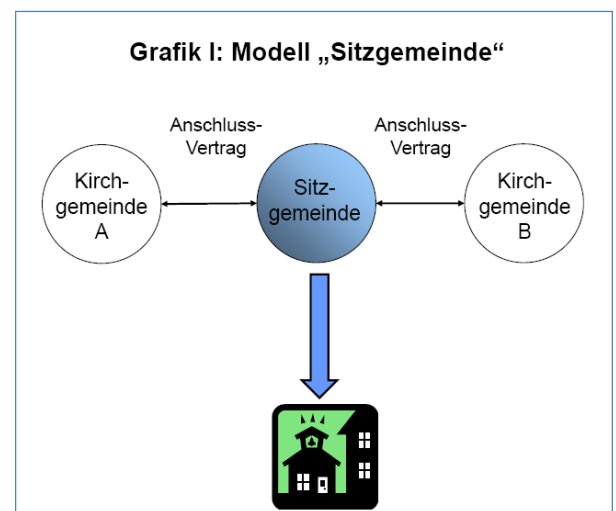 Grafik I: Modell „Sitzgemeinde“
Anschluss-
Vertrag
Anschluss-
Vertrag
Kirch-
gemeinde
A
Sitz-
gemeinde
Kirch-
gemeinde
B